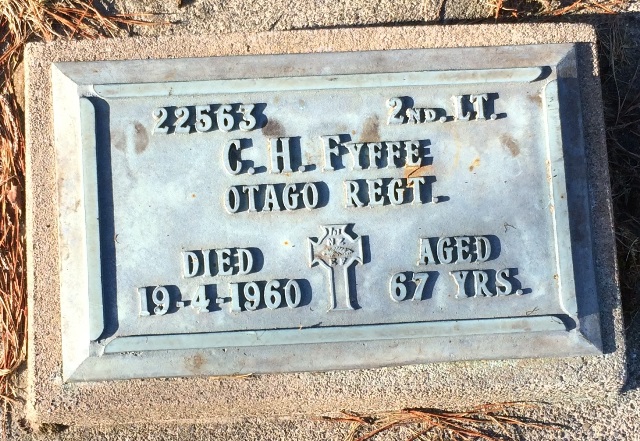 22563 2ND. LT.
C. H. FYFFE
OTAGO REGT.
DIED AGED
19-4-1960 67 YRS.